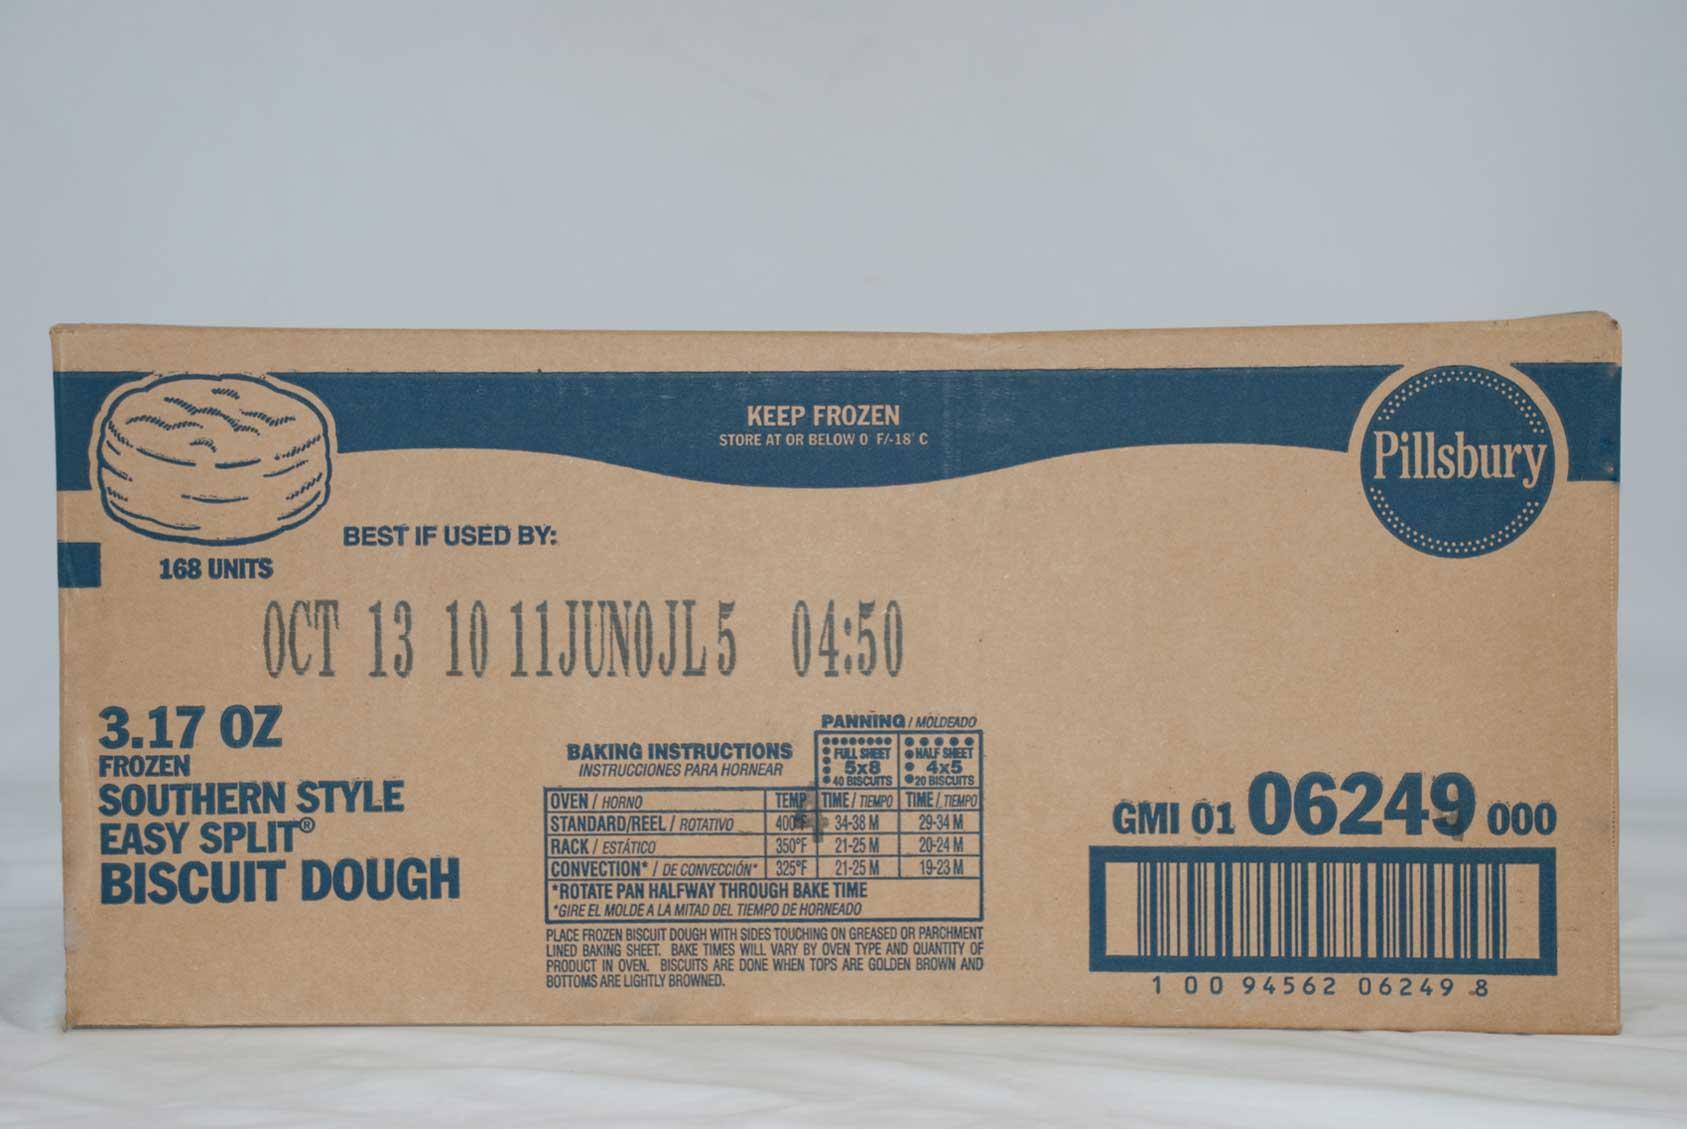 KEEP FROZEN
STORE AT OR BELOW 0 F/-18° C
Pillsbury
BEST IF USED BY:
168 UNITS
OCT 13 10 11JUN0JL5 04:50
3.17 OZ
FROZEN
SOUTHERN STYLE
EASY SPLIT®
BISCUIT DOUGH
BAKING INSTRUCTIONS
INSTRUCCIONES PARA HORNEAR
PANNING / MOLDEADO
FULL SHEET HALF SHEET
5x8 4x5
40 BISCUITS 20 BISCUITS
OVEN / HORNO TEMP TIME / TIEMPO TIME / TIEMPO
STANDARD/REEL / ROTATIVO 400°F 34-38 M 29-34 M
RACK / ESTÁTICO 350°F 21-25 M 20-24 M
CONVECTION* / DE CONVECCIÓN* 325°F 21-25 M 19-23 M
*ROTATE PAN HALFWAY THROUGH BAKE TIME
*GIRE EL MOLDE A LA MITAD DEL TIEMPO DE HORNEADO
PLACE FROZEN BISCUIT DOUGH WITH SIDES TOUCHING ON GREASED OR PARCHMENT
LINED BAKING SHEET. BAKE TIMES WILL VARY BY OVEN TYPE AND QUANTITY OF
PRODUCT IN OVEN. BISCUITS ARE DONE WHEN TOPS ARE GOLDEN BROWN AND
BOTTOMS ARE LIGHTLY BROWNED.
GMI 01 06249 000
1 00 94562 06249 8